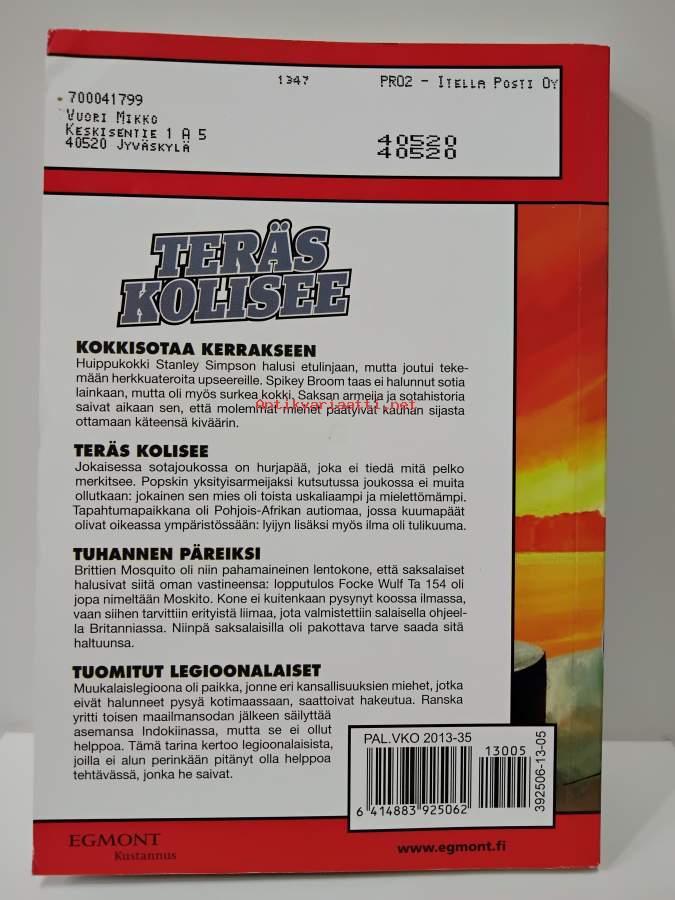 1347 PR02 - Itella Posti Oy
700041799
Vuori Mikko
Keskisentie 1 A 5
40520 Jyväskylä
40520
40520
TERÄS
KOLISEE
KOKKISOTAA KERRAKSEEN
Huippukokki Stanley Simpson halusi etulinjaan, mutta joutui teke-
mään herkkuateroita upseereille. Spikey Broom taas ei halunnut sotia
lainkaan, mutta oli myös surkea kokki. Saksan armeija ja sotahistoria
saivat aikaan sen, että molemmat miehet päätyivät kauhan sijasta
ottamaan käteensä kiväärin.
Antikvariaatti.net
TERÄS KOLISEE
Jokaisessa sotajoukossa on hurjapää, joka ei tiedä mitä pelko
merkitsee. Popskin yksityisarmeijaksi kutsutussa joukossa ei muita
ollutkaan: jokainen sen mies oli toista uskaliaampi ja mielettömämpi.
Tapahtumapaikkana oli Pohjois-Afrikan autiomaa, jossa kuumapäät
olivat oikeassa ympäristössään: lyijyn lisäksi myös ilma oli tulikuuma.
TUHANNEN PÄREIKSI
Brittien Mosquito oli niin pahamaineinen lentokone, että saksalaiset
halusivat siitä oman vastineensa: lopputulos Focke Wulf Ta 154 oli
jopa nimeltään Moskito. Kone ei kuitenkaan pysynyt koossa ilmassa,
vaan siihen tarvittiin erityistä liimaa, jota valmistettiin salaisella ohjeel-
la Britanniassa. Niinpä saksalaisilla oli pakottava tarve saada sitä
haltuunsa.
TUOMITUT LEGIOONALAISET
Muukalaislegioona oli paikka, jonne eri kansallisuuksien miehet, jotka
eivät halunneet pysyä kotimaassaan, saattoivat hakeutua. Ranska
yritti toisen maailmansodan jälkeen säilyttää
asemansa Indokiinassa, mutta se ei ollut
helppoa. Tämä tarina kertoo legioonalaisista,
joilla ei alun perinkään pitänyt olla helppoa
tehtävässä, jonka he saivat.
PAL.VKO 2013-35
13005
6 414883 925062
392506-13-05
EGMONT
Kustannus
www.egmont.fi